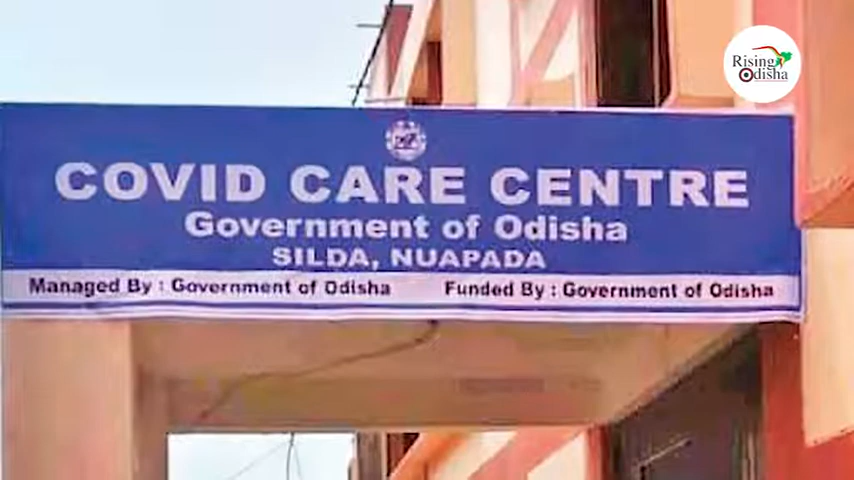 Rising
Odisha
COVID CARE CENTRE
Government of Odisha
SILDA, NUAPADA
Managed By : Government of Odisha Funded By : Government of Odisha